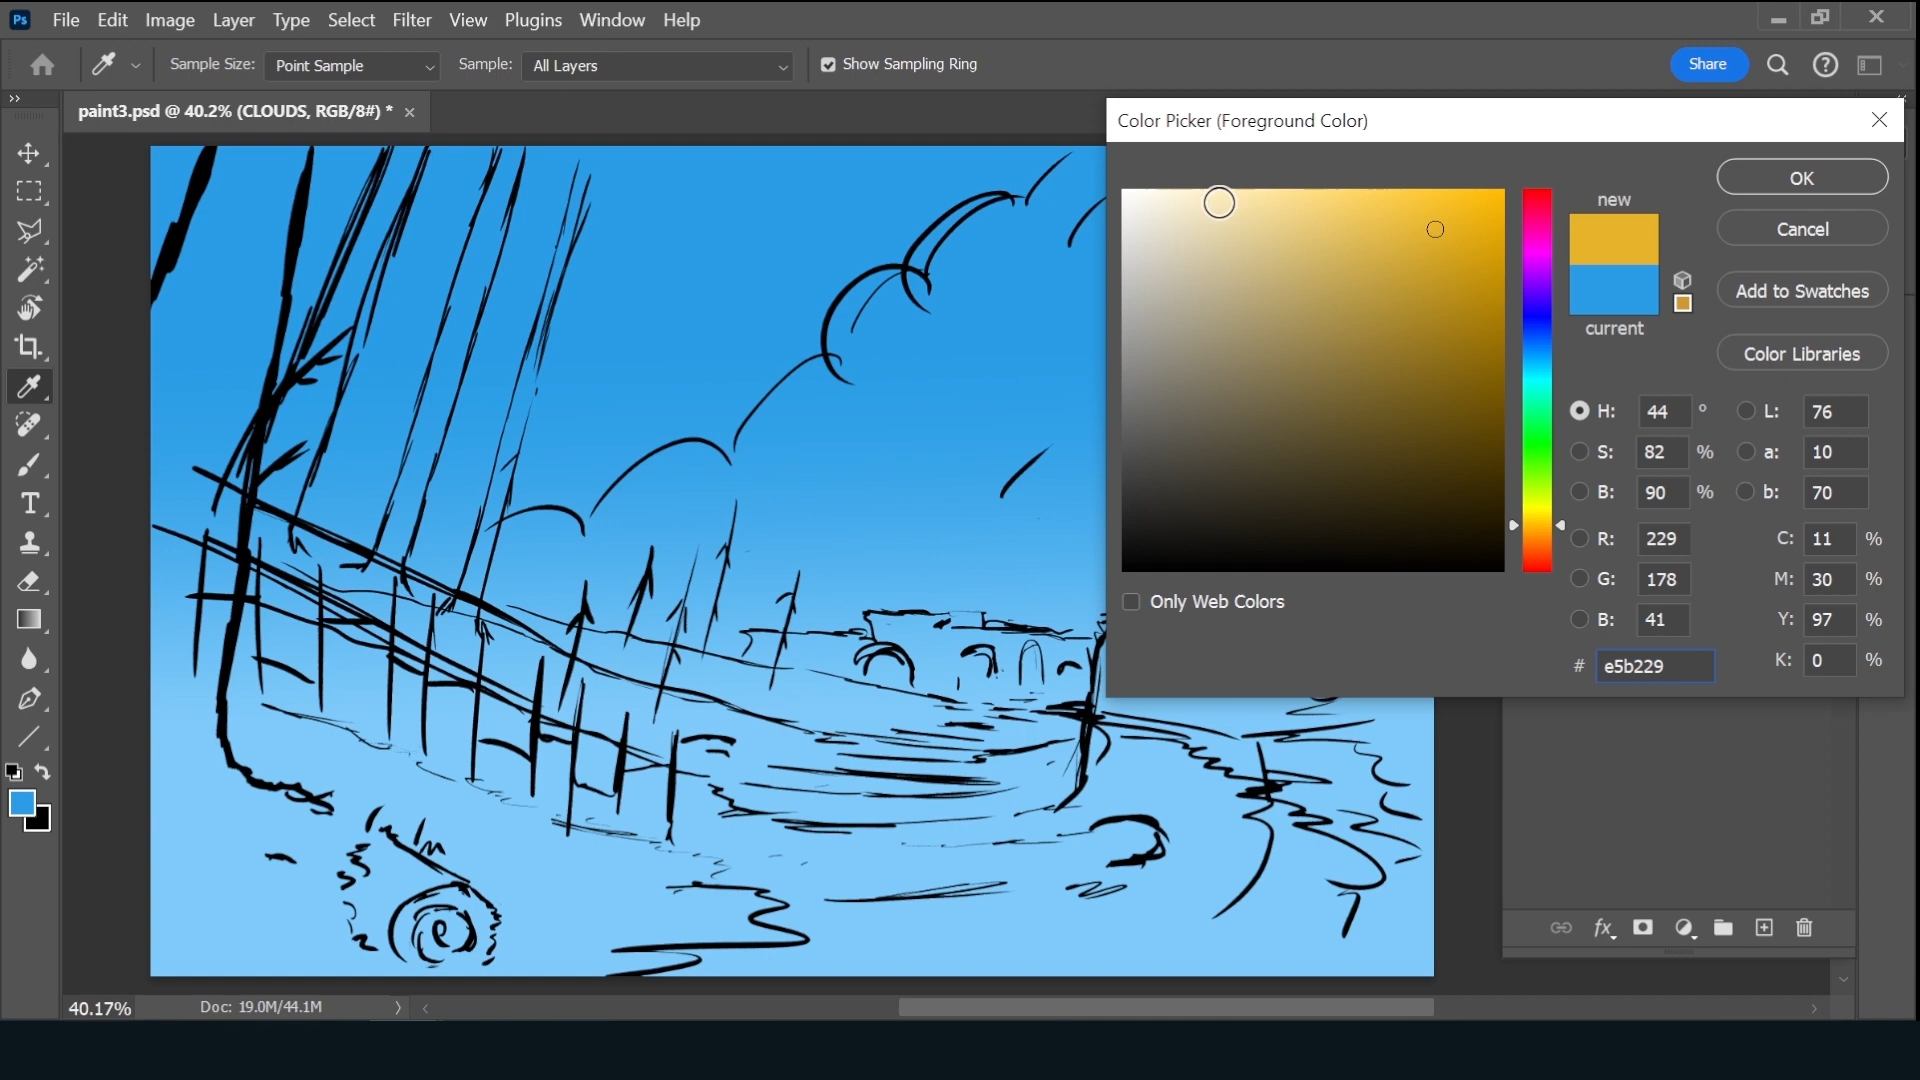 Ps File Edit Image Layer Type Select Filter View Plugins Window Help
Sample Size: Point Sample Sample: All Layers Show Sampling Ring Share
paint3.psd @ 40.2% (CLOUDS, RGB/8#) *
Color Picker (Foreground Color)
new
current
OK
Cancel
Add to Swatches
Color Libraries
H: 44 ° L: 76
S: 82 % a: 10
B: 90 % b: 70
R: 229 C: 11 %
G: 178 M: 30 %
B: 41 Y: 97 %
# e5b229 K: 0 %
Only Web Colors
T
fx
40.17% Doc: 19.0M/44.1M